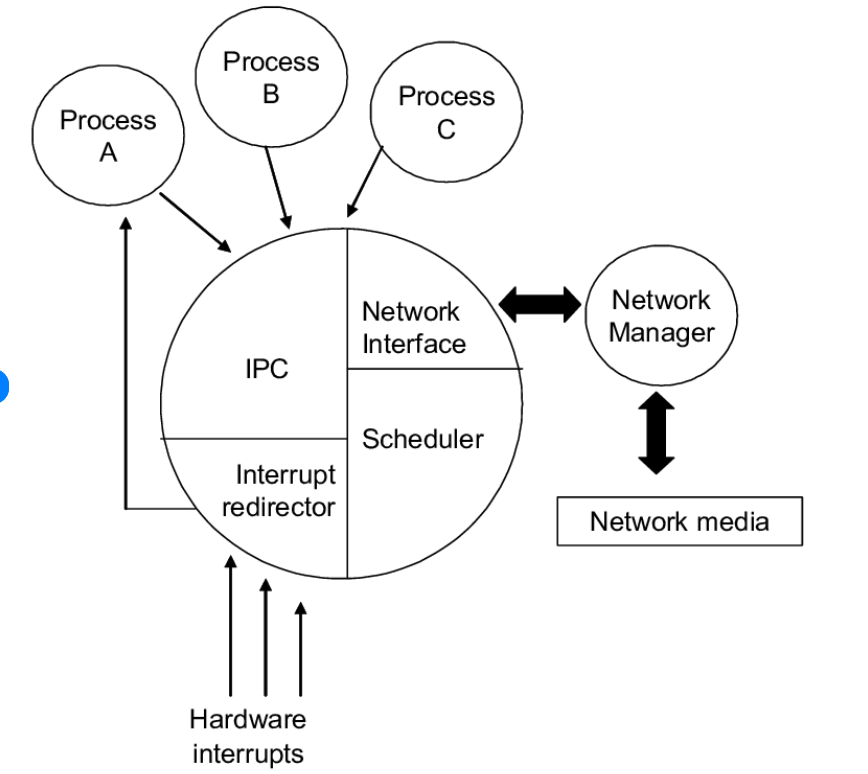 Process
A
Process
B
Process
C
Network
Interface
IPC
Scheduler
Interrupt
redirector
Network
Manager
Network media
Hardware
interrupts